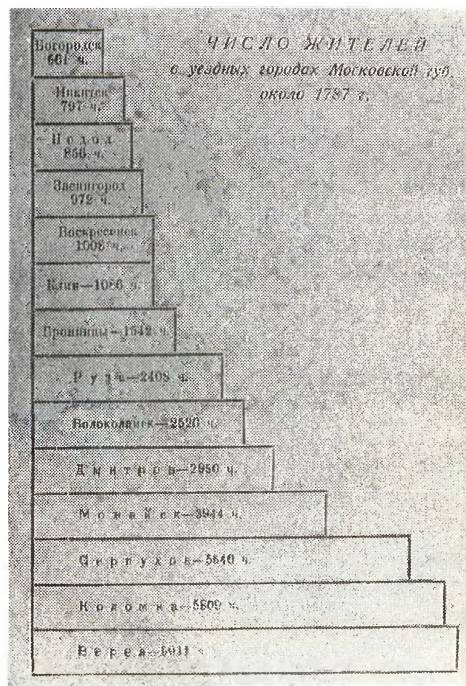 ЧИСЛО ЖИТЕЛЕЙ
в уездных городах Московской губ.
около 1787 г.
Богородск
661 ч.
Никитск
797 ч.
Подол
856 ч.
Звенигород
972 ч.
Воскресенск
1008 ч.
Клин—1086 ч.
Бронницы—1542 ч.
Руза—2408 ч.
Волоколамск—2520 ч.
Дмитров—2950 ч.
Можайск—3944 ч.
Серпухов—5640 ч.
Коломна—5809 ч.
Верея—6011 ч.